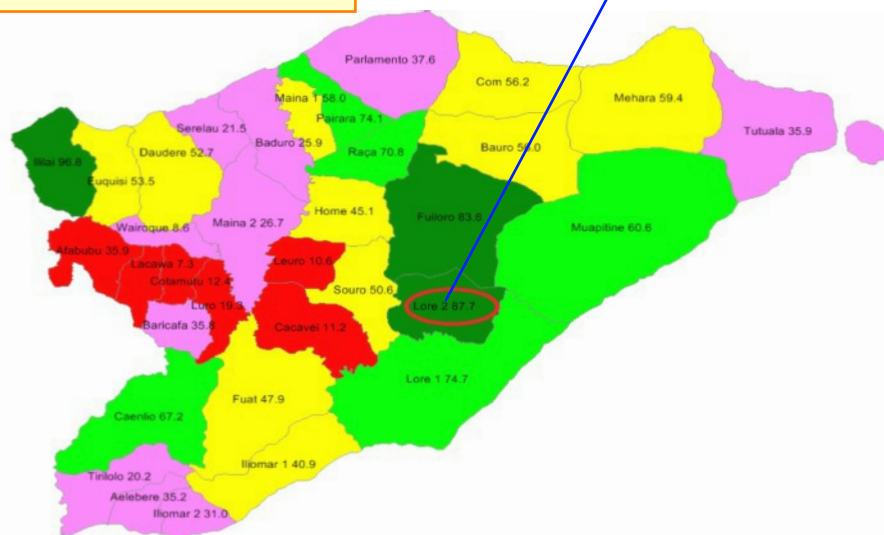 Parlamento 37.6
Com 56.2
Mehara 59.4
Maina 1 58.0
Pairara 74.1
Serelau 21.5
Baduro 25.9
Tutuala 35.9
Daudere 52.7
Raça 70.8
Bauro 56.0
Ililai 96.8
Euquisi 53.5
Home 45.1
Fuiloro 83.6
Wairoque 8.6
Maina 2 26.7
Muapitine 60.6
Afabubu 35.9
Lacawa 7.3
Leuro 10.6
Cotamutu 12.4
Souro 50.6
Luro 19.3
Lore 2 87.7
Baricafa 35.8
Cacavei 11.2
Lore 1 74.7
Fuat 47.9
Caenlio 67.2
Iliomar 1 40.9
Tirilolo 20.2
Aelebere 35.2
Iliomar 2 31.0